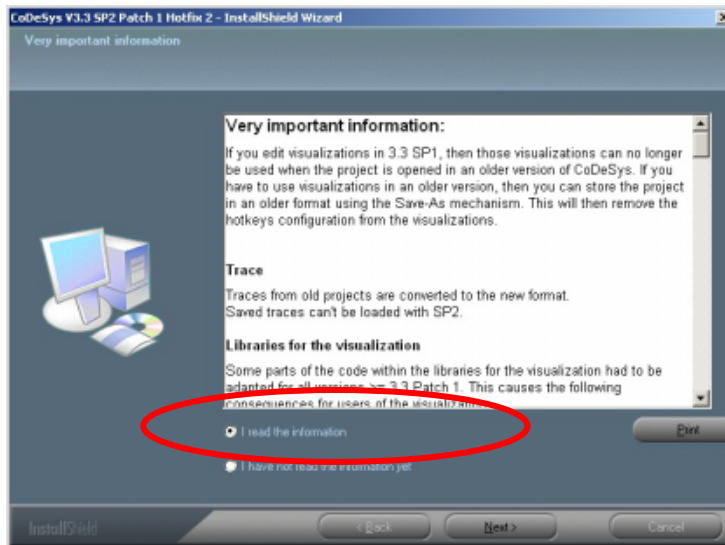 CoDeSys V3.3 SP2 Patch 1 Hotfix 2 - InstallShield Wizard
Very important information
Very important information:
If you edit visualizations in 3.3 SP1, then those visualizations can no longer
be used when the project is opened in an older version of CoDeSys. If you
have to use visualizations in an older version, then you can store the project
in an older format using the Save-As mechanism. This will then remove the
hotkeys configuration from the visualizations.
Trace
Traces from old projects are converted to the new format.
Saved traces can't be loaded with SP2.
Libraries for the visualization
Some parts of the code within the libraries for the visualization had to be
adapted for all versions >= 3.3 Patch 1. This causes the following
consequences for users of the
I read the information
Print
I have not read the information yet
InstallShield
< Back
Next >
Cancel